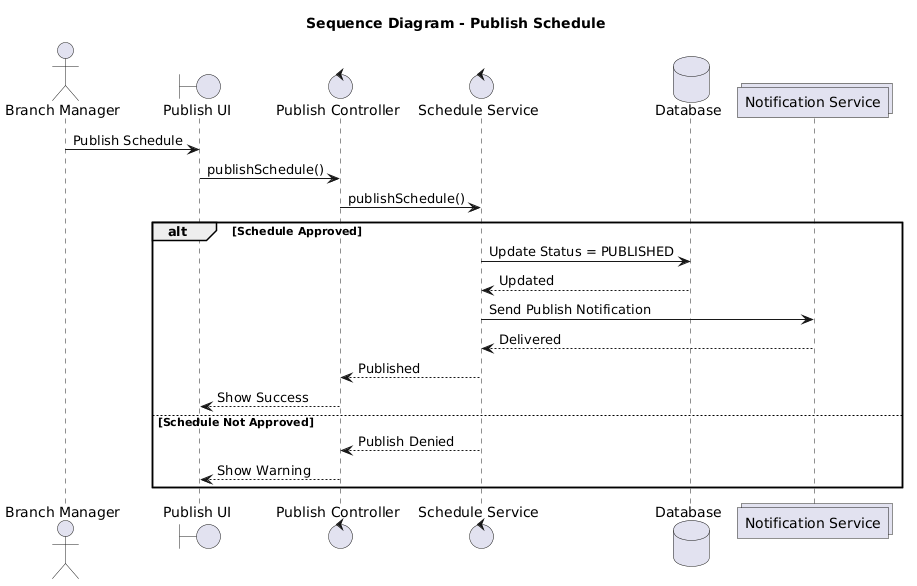 Sequence Diagram - Publish Schedule
Branch Manager
Publish UI
Publish Controller
Schedule Service
Database
Notification Service
Publish Schedule
publishSchedule()
publishSchedule()
alt
[Schedule Approved]
Update Status = PUBLISHED
Updated
Send Publish Notification
Delivered
Published
Show Success
[Schedule Not Approved]
Publish Denied
Show Warning
Branch Manager
Publish UI
Publish Controller
Schedule Service
Database
Notification Service